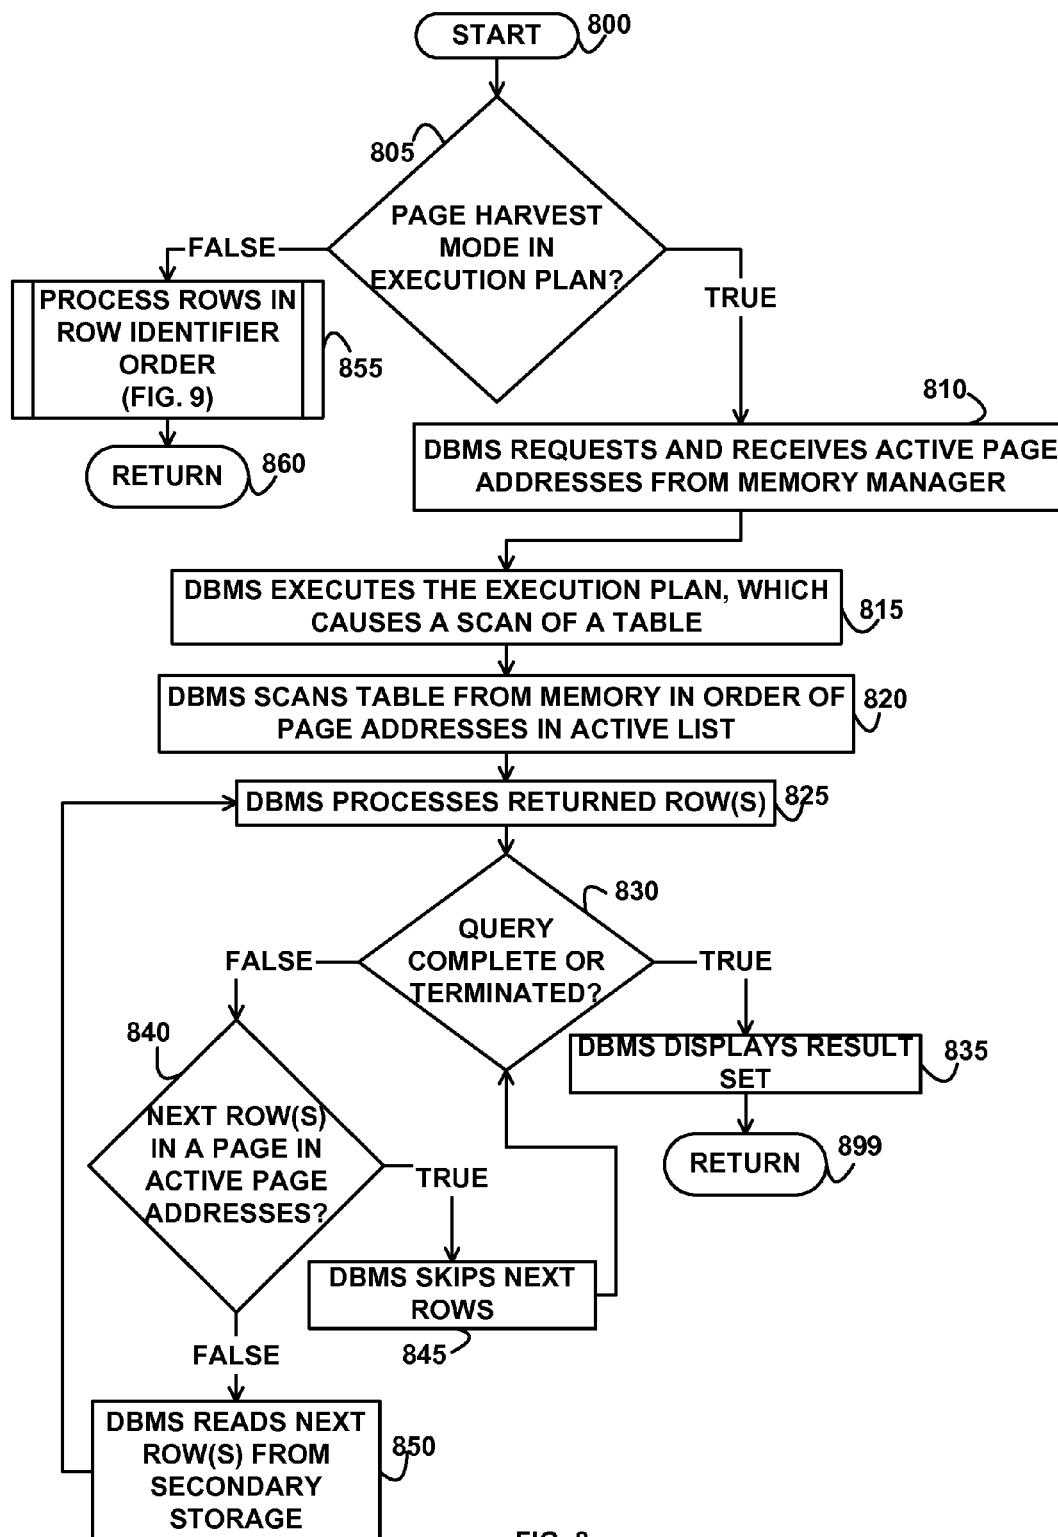 START
800
805
PAGE HARVEST
MODE IN
EXECUTION PLAN?
FALSE
TRUE
PROCESS ROWS IN
ROW IDENTIFIER
ORDER
(FIG. 9)
855
RETURN
860
810
DBMS REQUESTS AND RECEIVES ACTIVE PAGE
ADDRESSES FROM MEMORY MANAGER
DBMS EXECUTES THE EXECUTION PLAN, WHICH
CAUSES A SCAN OF A TABLE
815
DBMS SCANS TABLE FROM MEMORY IN ORDER OF
PAGE ADDRESSES IN ACTIVE LIST
820
DBMS PROCESSES RETURNED ROW(S)
825
830
QUERY
COMPLETE OR
TERMINATED?
FALSE
TRUE
DBMS DISPLAYS RESULT
SET
835
RETURN
899
840
NEXT ROW(S)
IN A PAGE IN
ACTIVE PAGE
ADDRESSES?
TRUE
DBMS SKIPS NEXT
ROWS
845
FALSE
DBMS READS NEXT
ROW(S) FROM
SECONDARY
STORAGE
850